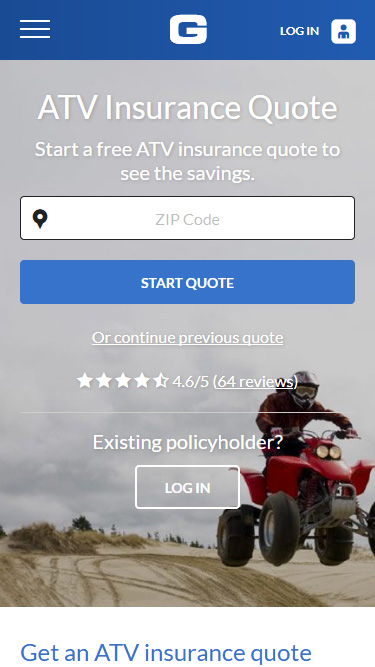 G
LOG IN
ATV Insurance Quote
Start a free ATV insurance quote to
see the savings.
ZIP Code
START QUOTE
Or continue previous quote
4.6/5 (64 reviews)
Existing policyholder?
LOG IN
Get an ATV insurance quote